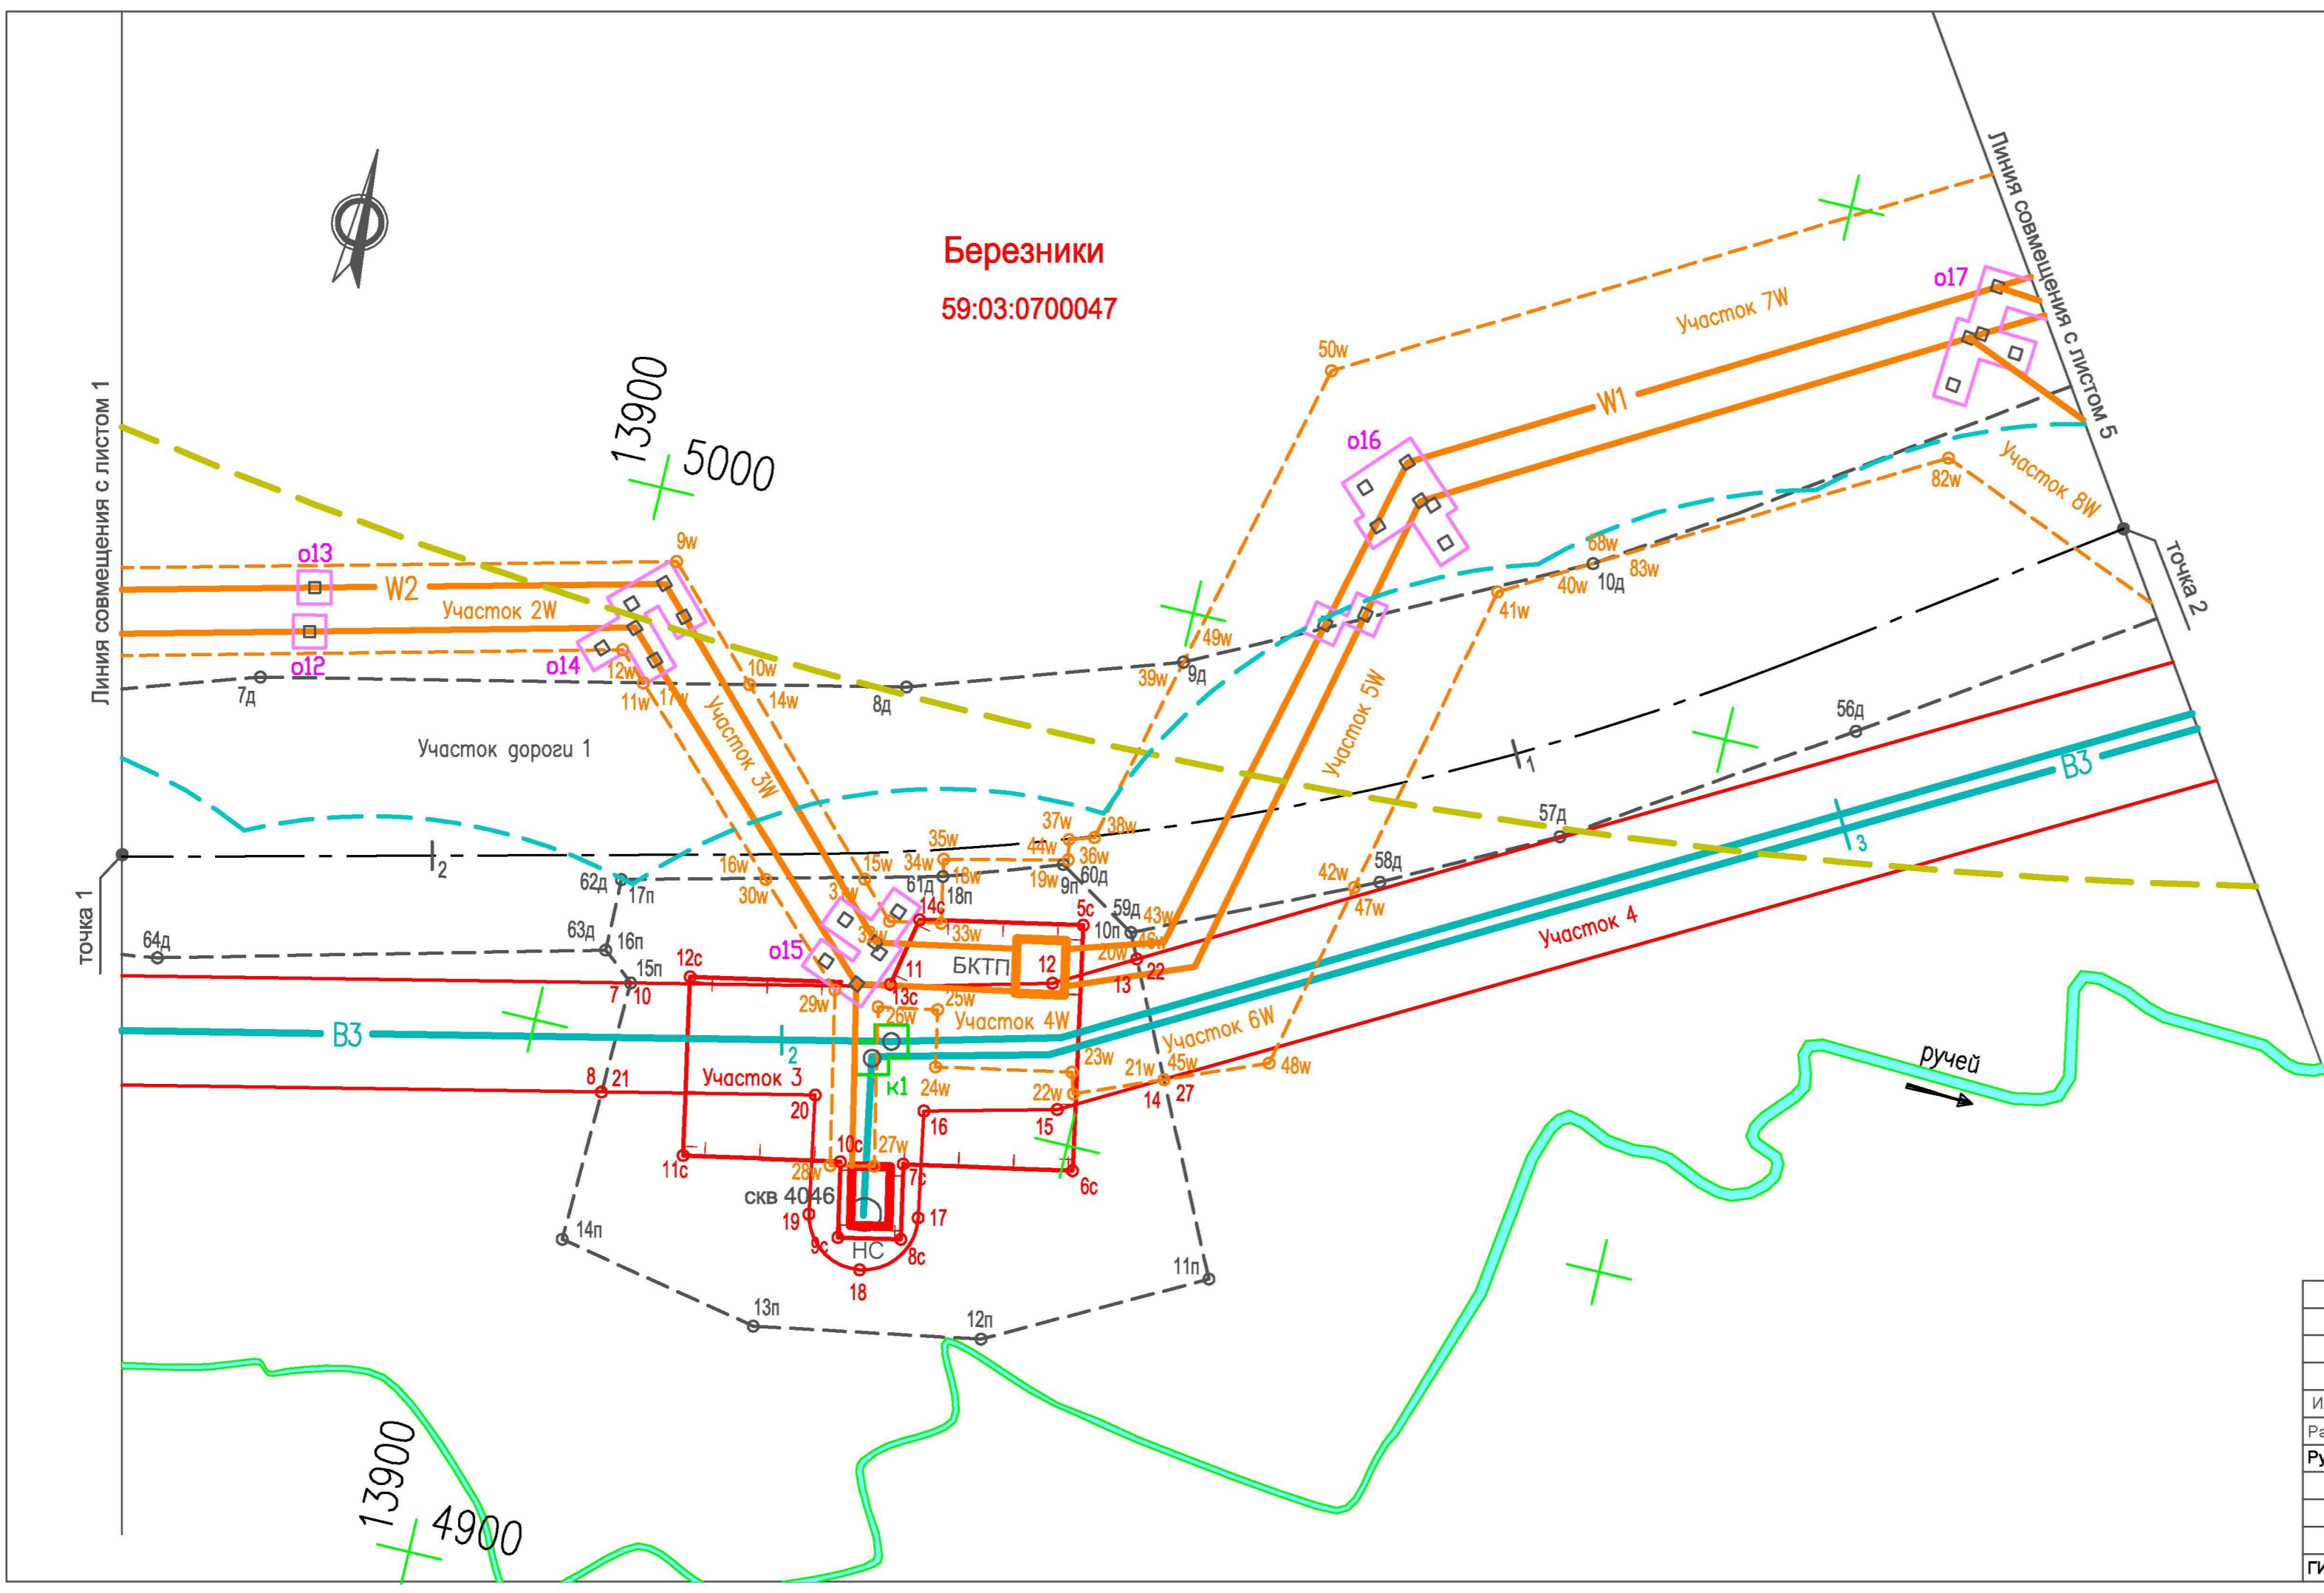 Березники
59:03:0700047
Линия совмещения с листом 1
Линия совмещения с листом 5
13900
5000
о17
Участок 7W
50w
W1
о16
82w
Участок 8W
точка 2
9w
о13
W2
Участок 2W
о12
о14
12w
11w
17w
10w
14w
7д
8д
49w
39w
9д
68w
40w
10д
83w
41w
Участок 3W
Участок 5W
Участок дороги 1
1
56д
В3
57д
3
37w
38w
35w
44w
36w
34w
15w
16w
30w
61д
18w
18п
19w
9п
60д
62д
17п
58д
42w
47w
2
точка 1
64д
63д
16п
15п
7
10
12с
о15
31w
32w
14с
33w
5с
59д
10п
43w
46w
20w
22
13
11
13с
БКТП
12
Участок 4
29w
25w
26w
Участок 4W
Участок 6W
В3
2
8
21
Участок 3
20
к1
24w
23w
22w
21w
45w
48w
14
27
16
15
ручей
11с
10с
28w
27w
7с
6с
скв 4046
19
17
9с
НС
8с
18
14п
13п
12п
11п
13900
4900
Ра
ГИ